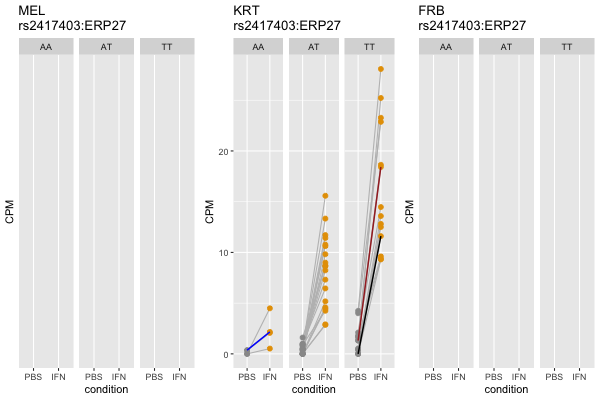 MEL
rs2417403:ERP27
AA AT TT
CPM
PBS IFN PBS IFN PBS IFN
condition
KRT
rs2417403:ERP27
AA AT TT
CPM
20
10
0
PBS IFN PBS IFN PBS IFN
condition
FRB
rs2417403:ERP27
AA AT TT
CPM
PBS IFN PBS IFN PBS IFN
condition